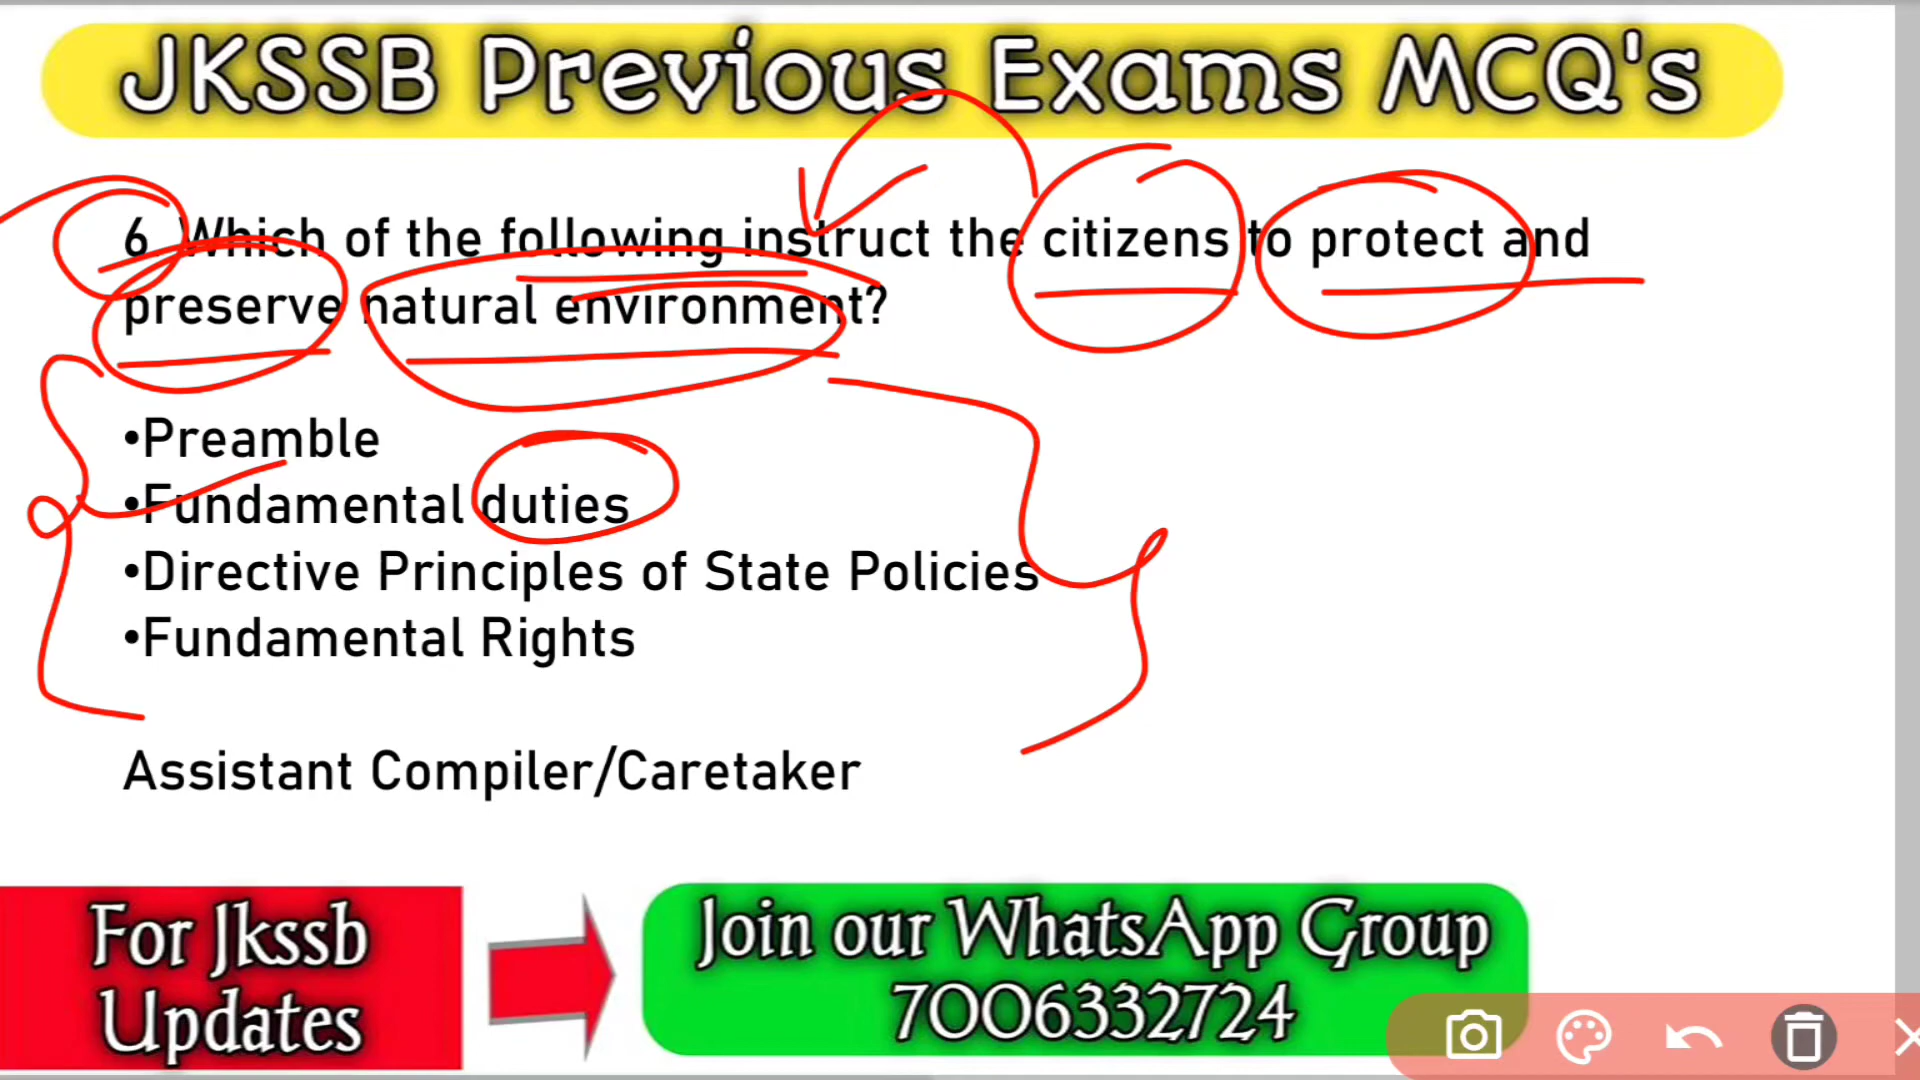 JKSSB Previous Exams MCQ's
6 Which of the following instruct the citizens to protect and
preserve natural environment?
•Preamble
•Fundamental duties
•Directive Principles of State Policies
•Fundamental Rights
Assistant Compiler/Caretaker
For Jkssb
Updates
Join our WhatsApp Group
7006332724